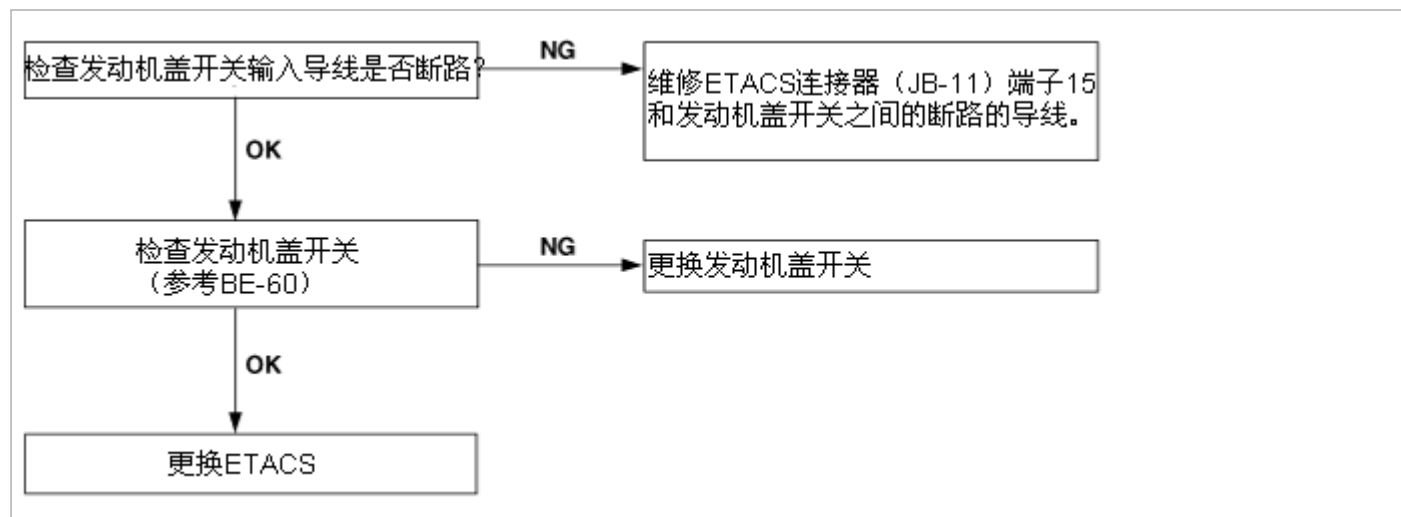 检查发动机盖开关输入导线是否断路?
NG
维修ETACS连接器（JB-11）端子15
和发动机盖开关之间的断路的导线。
OK
检查发动机盖开关
（参考BE-60）
NG
更换发动机盖开关
OK
更换ETACS